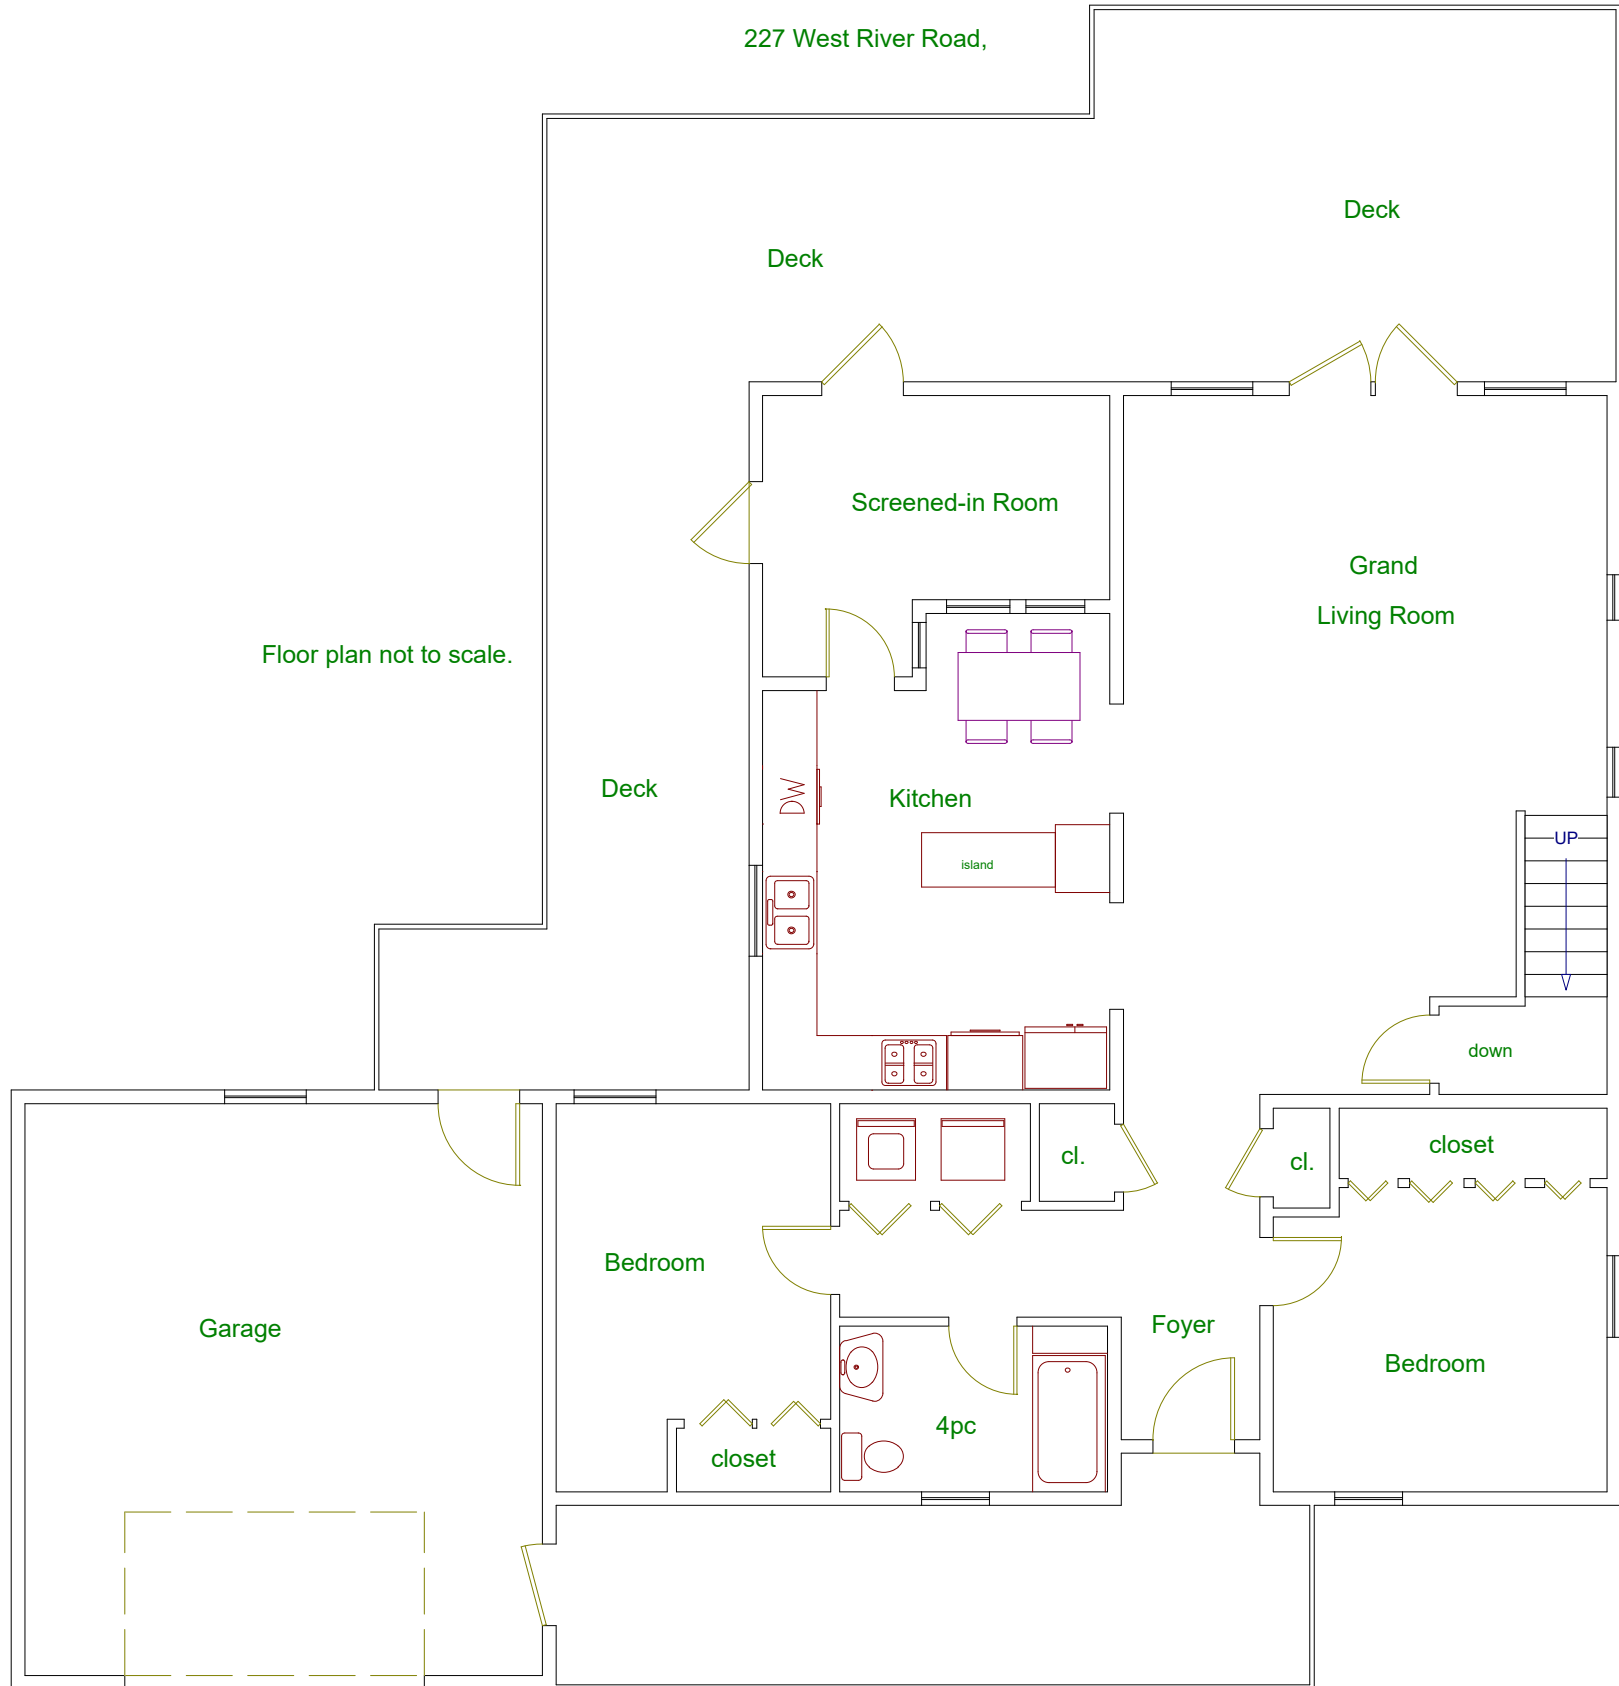 227 West River Road,
Deck
Deck
Screened-in Room
Grand
Living Room
Floor plan not to scale.
Deck
DW
Kitchen
UP
island
down
closet
cl.
cl.
Bedroom
Foyer
Garage
Bedroom
4pc
closet